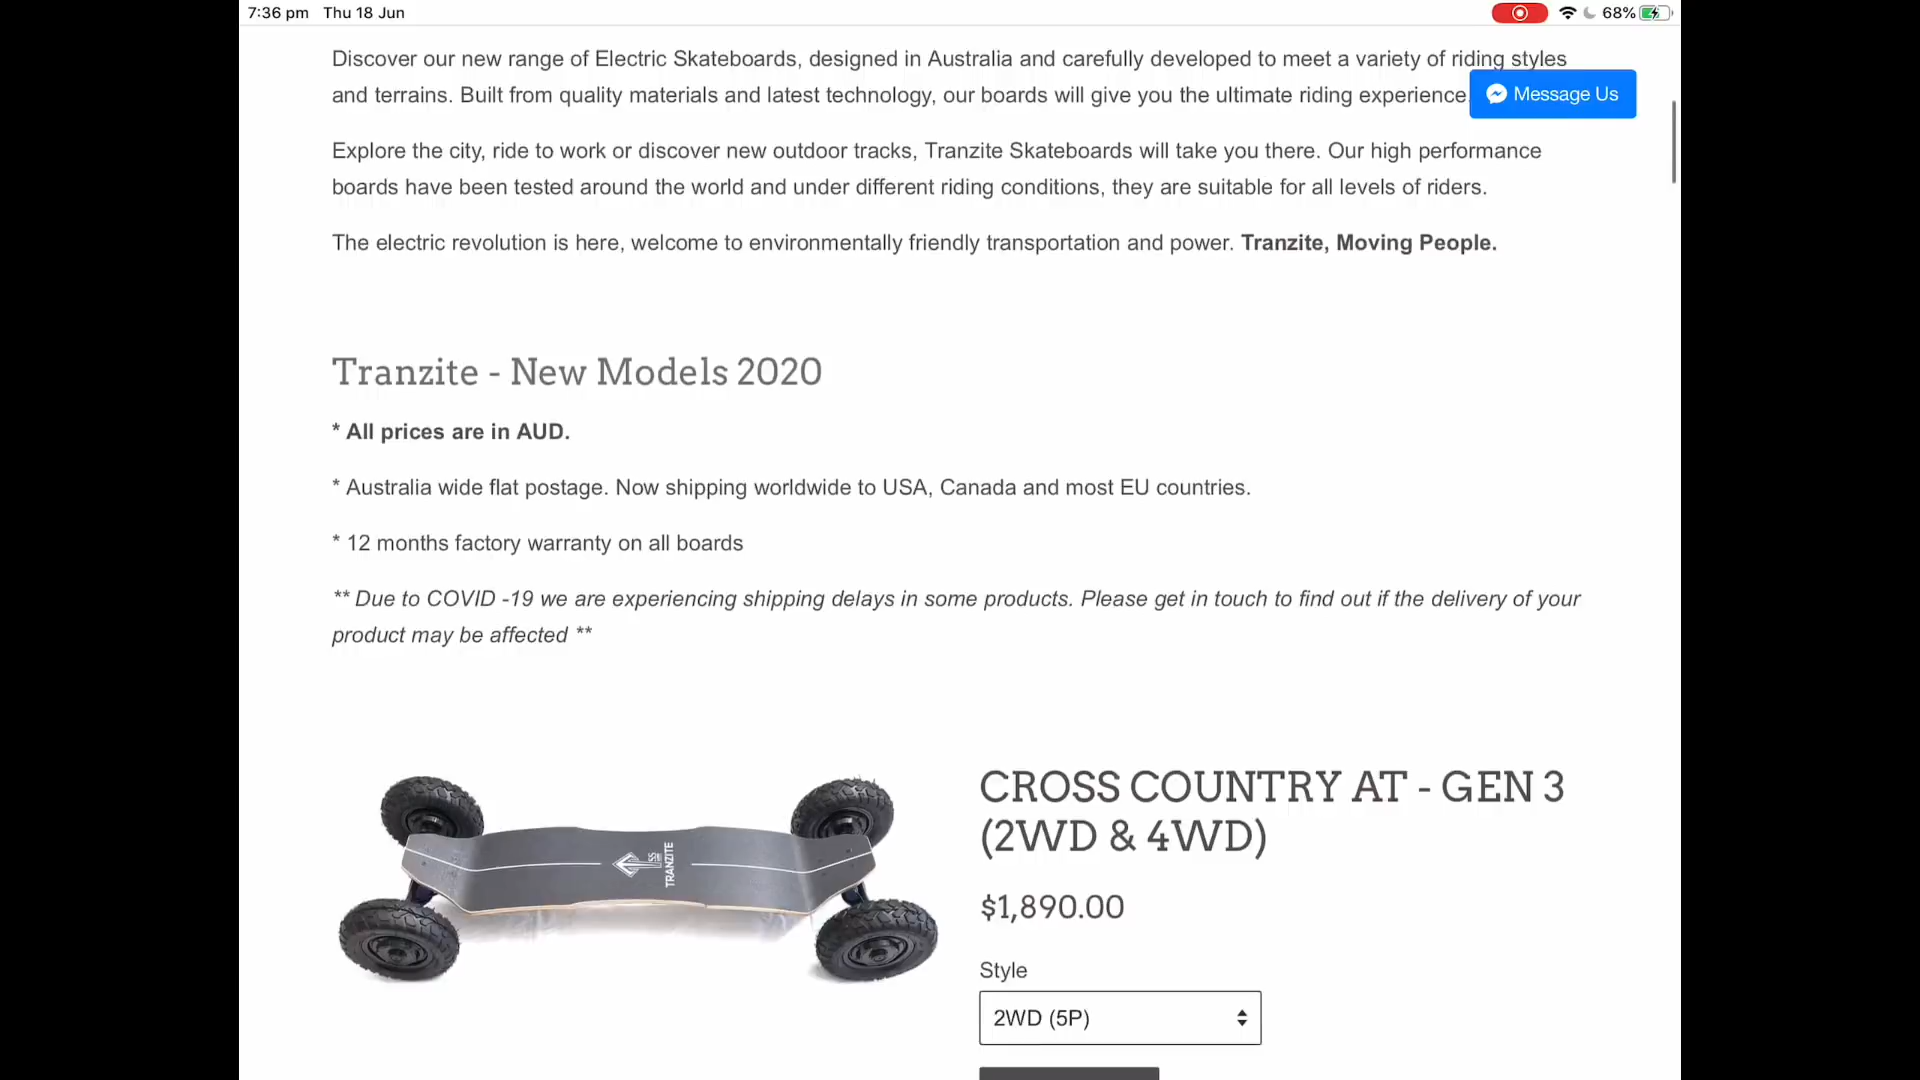 7:36 pm Thu 18 Jun
68%
Discover our new range of Electric Skateboards, designed in Australia and carefully developed to meet a variety of riding styles
and terrains. Built from quality materials and latest technology, our boards will give you the ultimate riding experience.
Message Us
Explore the city, ride to work or discover new outdoor tracks, Tranzite Skateboards will take you there. Our high performance
boards have been tested around the world and under different riding conditions, they are suitable for all levels of riders.
The electric revolution is here, welcome to environmentally friendly transportation and power. Tranzite, Moving People.
Tranzite - New Models 2020
* All prices are in AUD.
* Australia wide flat postage. Now shipping worldwide to USA, Canada and most EU countries.
* 12 months factory warranty on all boards
** Due to COVID -19 we are experiencing shipping delays in some products. Please get in touch to find out if the delivery of your
product may be affected **
TRANZITE
CROSS COUNTRY AT - GEN 3
(2WD & 4WD)
$1,890.00
Style
2WD (5P)